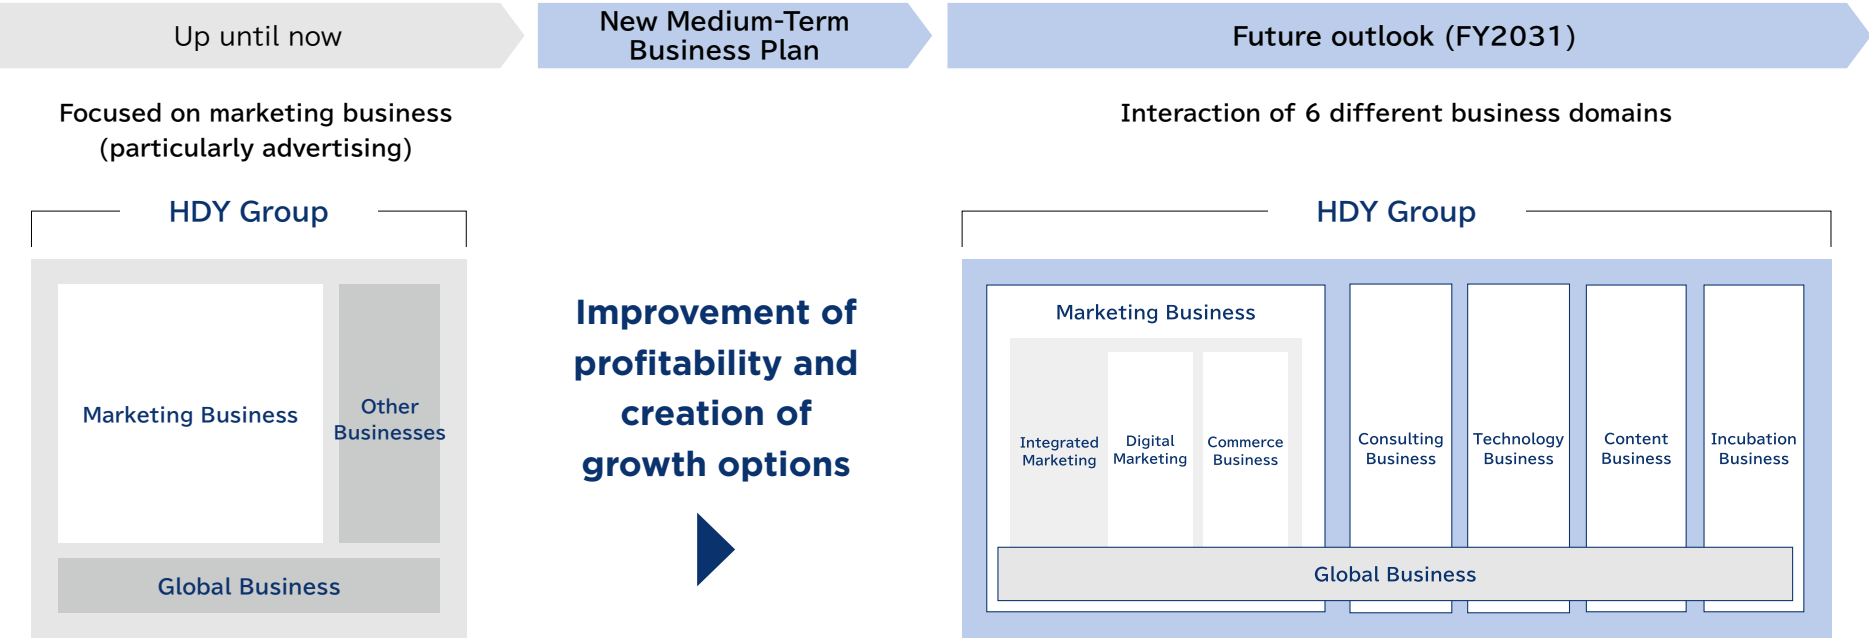 Up until now
New Medium-Term
Business Plan
Future outlook (FY2031)
Focused on marketing business
(particularly advertising)
Interaction of 6 different business domains
HDY Group
Marketing Business
Other
Businesses
Global Business
Improvement of
profitability and
creation of
growth options
HDY Group
Marketing Business
Integrated
Marketing
Digital
Marketing
Commerce
Business
Consulting
Business
Technology
Business
Content
Business
Incubation
Business
Global Business